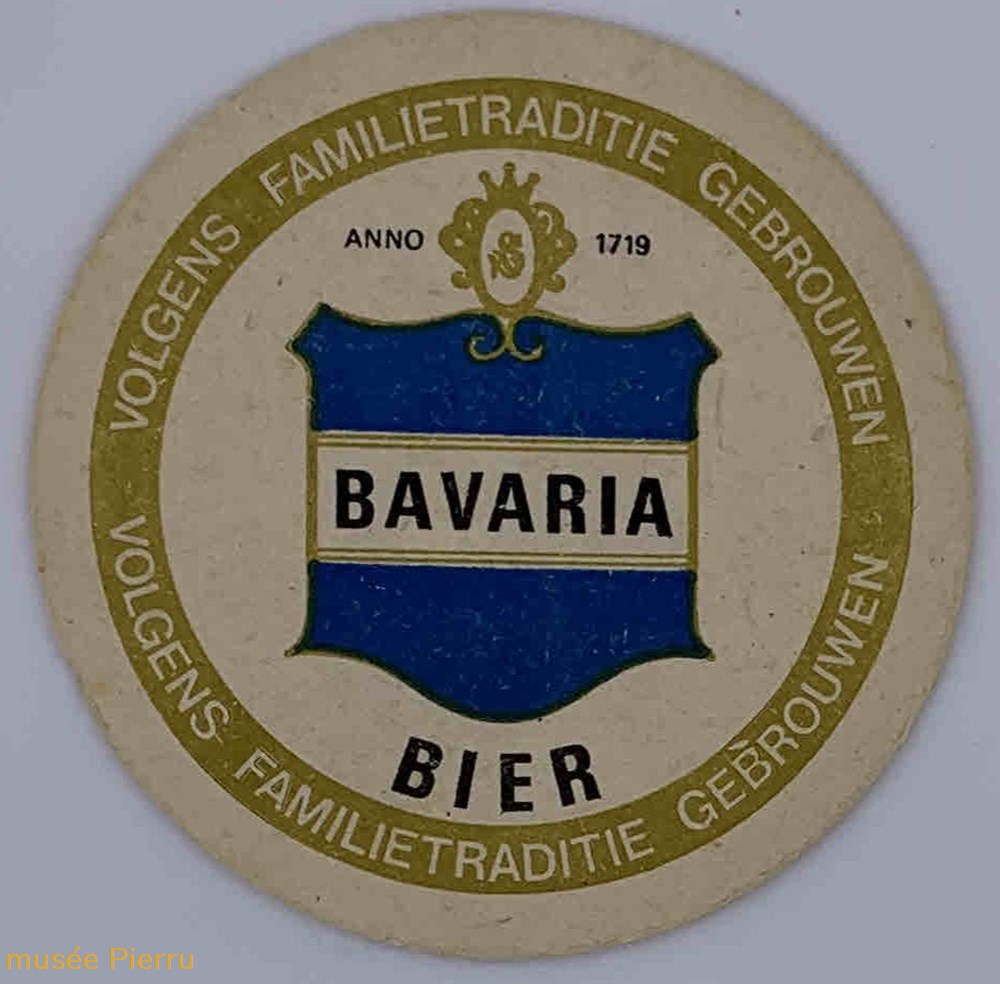 VOLGENS FAMILIETRADITIE GEBROUWEN
ANNO 1719
BAVARIA
BIER
VOLGENS FAMILIETRADITIE GEBROUWEN
musée Pierru